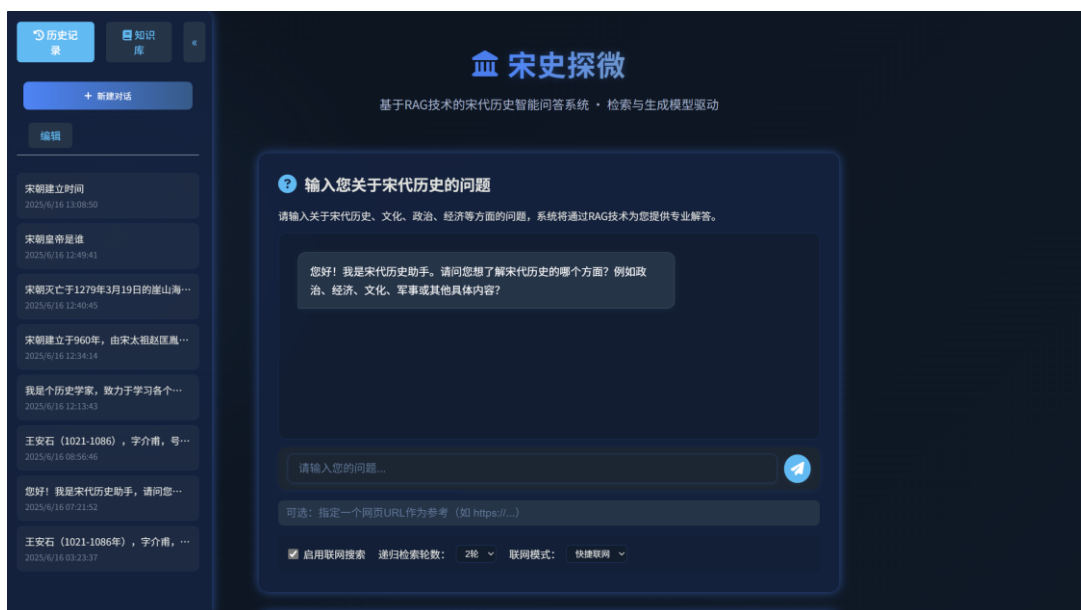 历史记
录
知识
库
«
+ 新建对话
编辑
宋朝建立时间
2025/6/16 13:08:50
宋朝皇帝是谁
2025/6/16 12:49:41
宋朝灭亡于1279年3月19日的崖山海…
2025/6/16 12:40:45
宋朝建立于960年，由宋太祖赵匡胤…
2025/6/16 12:34:14
我是个历史学家，致力于学习各个…
2025/6/16 12:13:43
王安石（1021-1086），字介甫，号…
2025/6/16 08:56:46
您好！我是宋代历史助手，请问您…
2025/6/16 07:21:52
王安石（1021-1086年），字介甫，…
2025/6/16 03:23:37
宋史探微
基于RAG技术的宋代历史智能问答系统 · 检索与生成模型驱动
? 输入您关于宋代历史的问题
请输入关于宋代历史、文化、政治、经济等方面的问题，系统将通过RAG技术为您提供专业解答。
您好！我是宋代历史助手。请问您想了解宋代历史的哪个方面？例如政
治、经济、文化、军事或其他具体内容？
请输入您的问题...
可选：指定一个网页URL作为参考（如 https://...）
启用联网搜索 递归检索轮数： 2轮 联网模式： 快捷联网